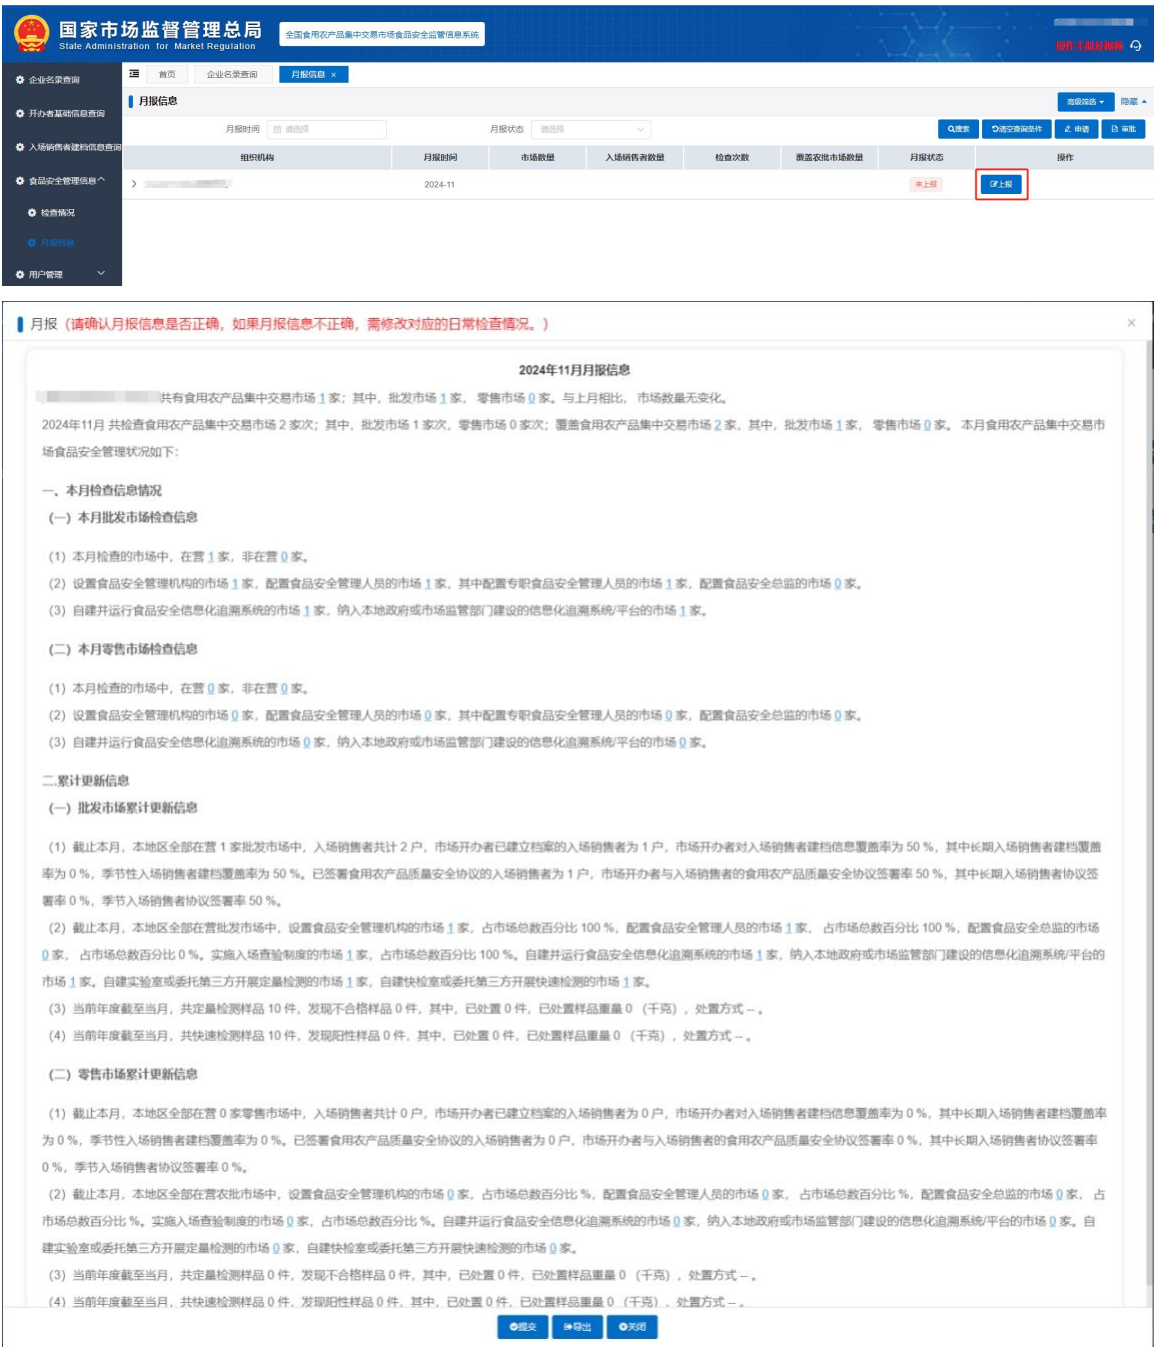 国家市场监督管理总局
State Administration for Market Regulation
全国食用农产品集中交易市场食品安全监管信息系统
企业名录查询
开办者基础信息查询
入场销售者建档信息查询
食品安全管理信息
检查情况
月报信息
用户管理
首页 企业名录查询 月报信息 ×
月报信息
高级筛选 隐藏
月报时间 请选择 月报状态 请选择 搜索 清空查询条件 申请 审批
组织机构 月报时间 市场数量 入场销售者数量 检查次数 覆盖农批市场数量 月报状态 操作
2024-11 未上报 上报
月报（请确认月报信息是否正确，如果月报信息不正确，需修改对应的日常检查情况。） ×
2024年11月月报信息
共有食用农产品集中交易市场 1 家；其中，批发市场 1 家， 零售市场 0 家。与上月相比， 市场数量无变化。
2024年11月 共检查食用农产品集中交易市场 2 家次；其中，批发市场 1 家次，零售市场 0 家次；覆盖食用农产品集中交易市场 2 家，其中，批发市场 1 家， 零售市场 0 家。 本月食用农产品集中交易市
场食品安全管理状况如下：
一、本月检查信息情况
（一）本月批发市场检查信息
（1）本月检查的市场中，在营 1 家，非在营 0 家。
（2）设置食品安全管理机构的市场 1 家，配置食品安全管理人员的市场 1 家，其中配置专职食品安全管理人员的市场 1 家，配置食品安全总监的市场 0 家。
（3）自建并运行食品安全信息化追溯系统的市场 1 家，纳入本地政府或市场监管部门建设的信息化追溯系统/平台的市场 1 家。
（二）本月零售市场检查信息
（1）本月检查的市场中，在营 0 家，非在营 0 家。
（2）设置食品安全管理机构的市场 0 家，配置食品安全管理人员的市场 0 家，其中配置专职食品安全管理人员的市场 0 家，配置食品安全总监的市场 0 家。
（3）自建并运行食品安全信息化追溯系统的市场 0 家，纳入本地政府或市场监管部门建设的信息化追溯系统/平台的市场 0 家。
二.累计更新信息
（一）批发市场累计更新信息
（1）截止本月，本地区全部在营 1 家批发市场中，入场销售者共计 2 户，市场开办者已建立档案的入场销售者为 1 户，市场开办者对入场销售者建档信息覆盖率为 50 %，其中长期入场销售者建档覆盖
率为 0 %，季节性入场销售者建档覆盖率为 50 %。已签署食用农产品质量安全协议的入场销售者为 1 户，市场开办者与入场销售者的食用农产品质量安全协议签署率 50 %，其中长期入场销售者协议签
署率 0 %，季节入场销售者协议签署率 50 %。
（2）截止本月，本地区全部在营批发市场中，设置食品安全管理机构的市场 1 家，占市场总数百分比 100 %，配置食品安全管理人员的市场 1 家， 占市场总数百分比 100 %，配置食品安全总监的市场
0 家， 占市场总数百分比 0 %。实施入场查验制度的市场 1 家，占市场总数百分比 100 %。自建并运行食品安全信息化追溯系统的市场 1 家，纳入本地政府或市场监管部门建设的信息化追溯系统/平台的
市场 1 家。自建实验室或委托第三方开展定量检测的市场 1 家，自建快检室或委托第三方开展快速检测的市场 1 家。
（3）当前年度截至当月，共定量检测样品 10 件，发现不合格样品 0 件，其中，已处置 0 件，已处置样品重量 0 （千克），处置方式 -- 。
（4）当前年度截至当月，共快速检测样品 10 件，发现阳性样品 0 件，其中，已处置 0 件，已处置样品重量 0 （千克），处置方式 -- 。
（二）零售市场累计更新信息
（1）截止本月，本地区全部在营 0 家零售市场中，入场销售者共计 0 户，市场开办者已建立档案的入场销售者为 0 户，市场开办者对入场销售者建档信息覆盖率为 0 %，其中长期入场销售者建档覆盖率
为 0 %，季节性入场销售者建档覆盖率为 0 %。已签署食用农产品质量安全协议的入场销售者为 0 户，市场开办者与入场销售者的食用农产品质量安全协议签署率 0 %，其中长期入场销售者协议签署率
0 %，季节入场销售者协议签署率 0 %。
（2）截止本月，本地区全部在营农批市场中，设置食品安全管理机构的市场 0 家，占市场总数百分比 %，配置食品安全管理人员的市场 0 家， 占市场总数百分比 %，配置食品安全总监的市场 0 家， 占
市场总数百分比 %。实施入场查验制度的市场 0 家，占市场总数百分比 %。自建并运行食品安全信息化追溯系统的市场 0 家，纳入本地政府或市场监管部门建设的信息化追溯系统/平台的市场 0 家。自
建实验室或委托第三方开展定量检测的市场 0 家，自建快检室或委托第三方开展快速检测的市场 0 家。
（3）当前年度截至当月，共定量检测样品 0 件，发现不合格样品 0 件，其中，已处置 0 件，已处置样品重量 0 （千克），处置方式 -- 。
（4）当前年度截至当月，共快速检测样品 0 件，发现阳性样品 0 件，其中，已处置 0 件，已处置样品重量 0 （千克），处置方式 -- 。
提交 导出 关闭